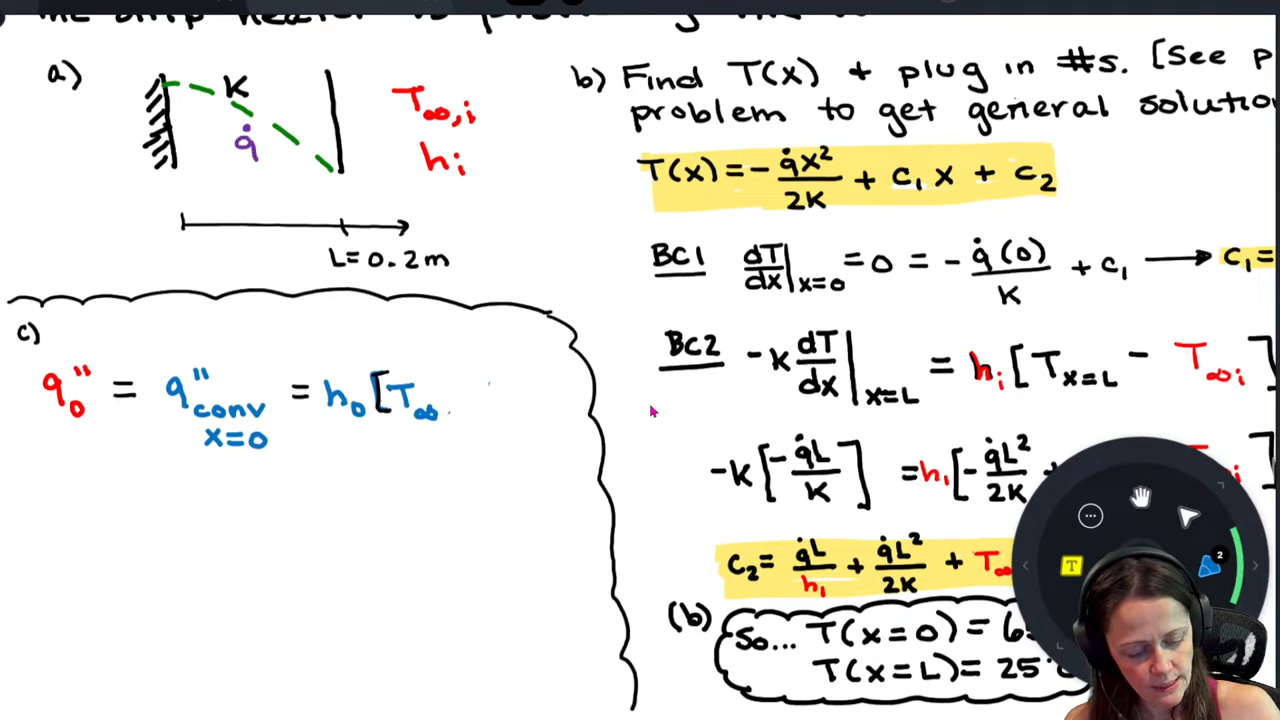 a)
K
q̇
T∞,i
hi
L=0.2m
b) Find T(x) + plug in #s. [See p
problem to get general solutio
T(x) = - q̇x²/2K + C₁x + C₂
BC1 dT/dx|x=0 = 0 = - q̇(0)/K + C₁ → C₁ =
BC2 -K dT/dx|x=L = hi [Tx=L - T∞i]
-K [-q̇L/K] = hi [-q̇L²/2K
C₂ = q̇L/hi + q̇L²/2K + T∞
(b) So... T(x=0) = 6
T(x=L) = 25°
c)
q"₀ = q"conv x=0 = h₀ [T∞